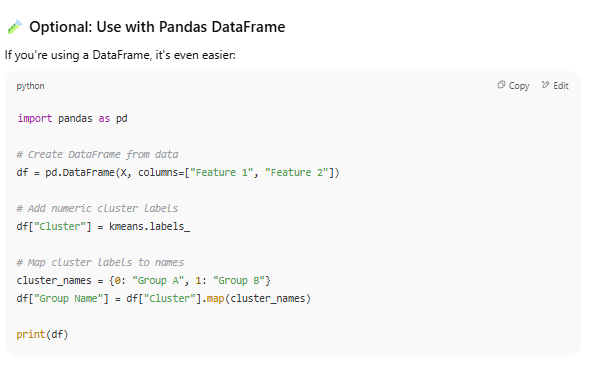 Optional: Use with Pandas DataFrame
If you're using a DataFrame, it's even easier:
python
Copy
Edit
import pandas as pd
# Create DataFrame from data
df = pd.DataFrame(X, columns=["Feature 1", "Feature 2"])
# Add numeric cluster labels
df["Cluster"] = kmeans.labels_
# Map cluster labels to names
cluster_names = {0: "Group A", 1: "Group B"}
df["Group Name"] = df["Cluster"].map(cluster_names)
print(df)